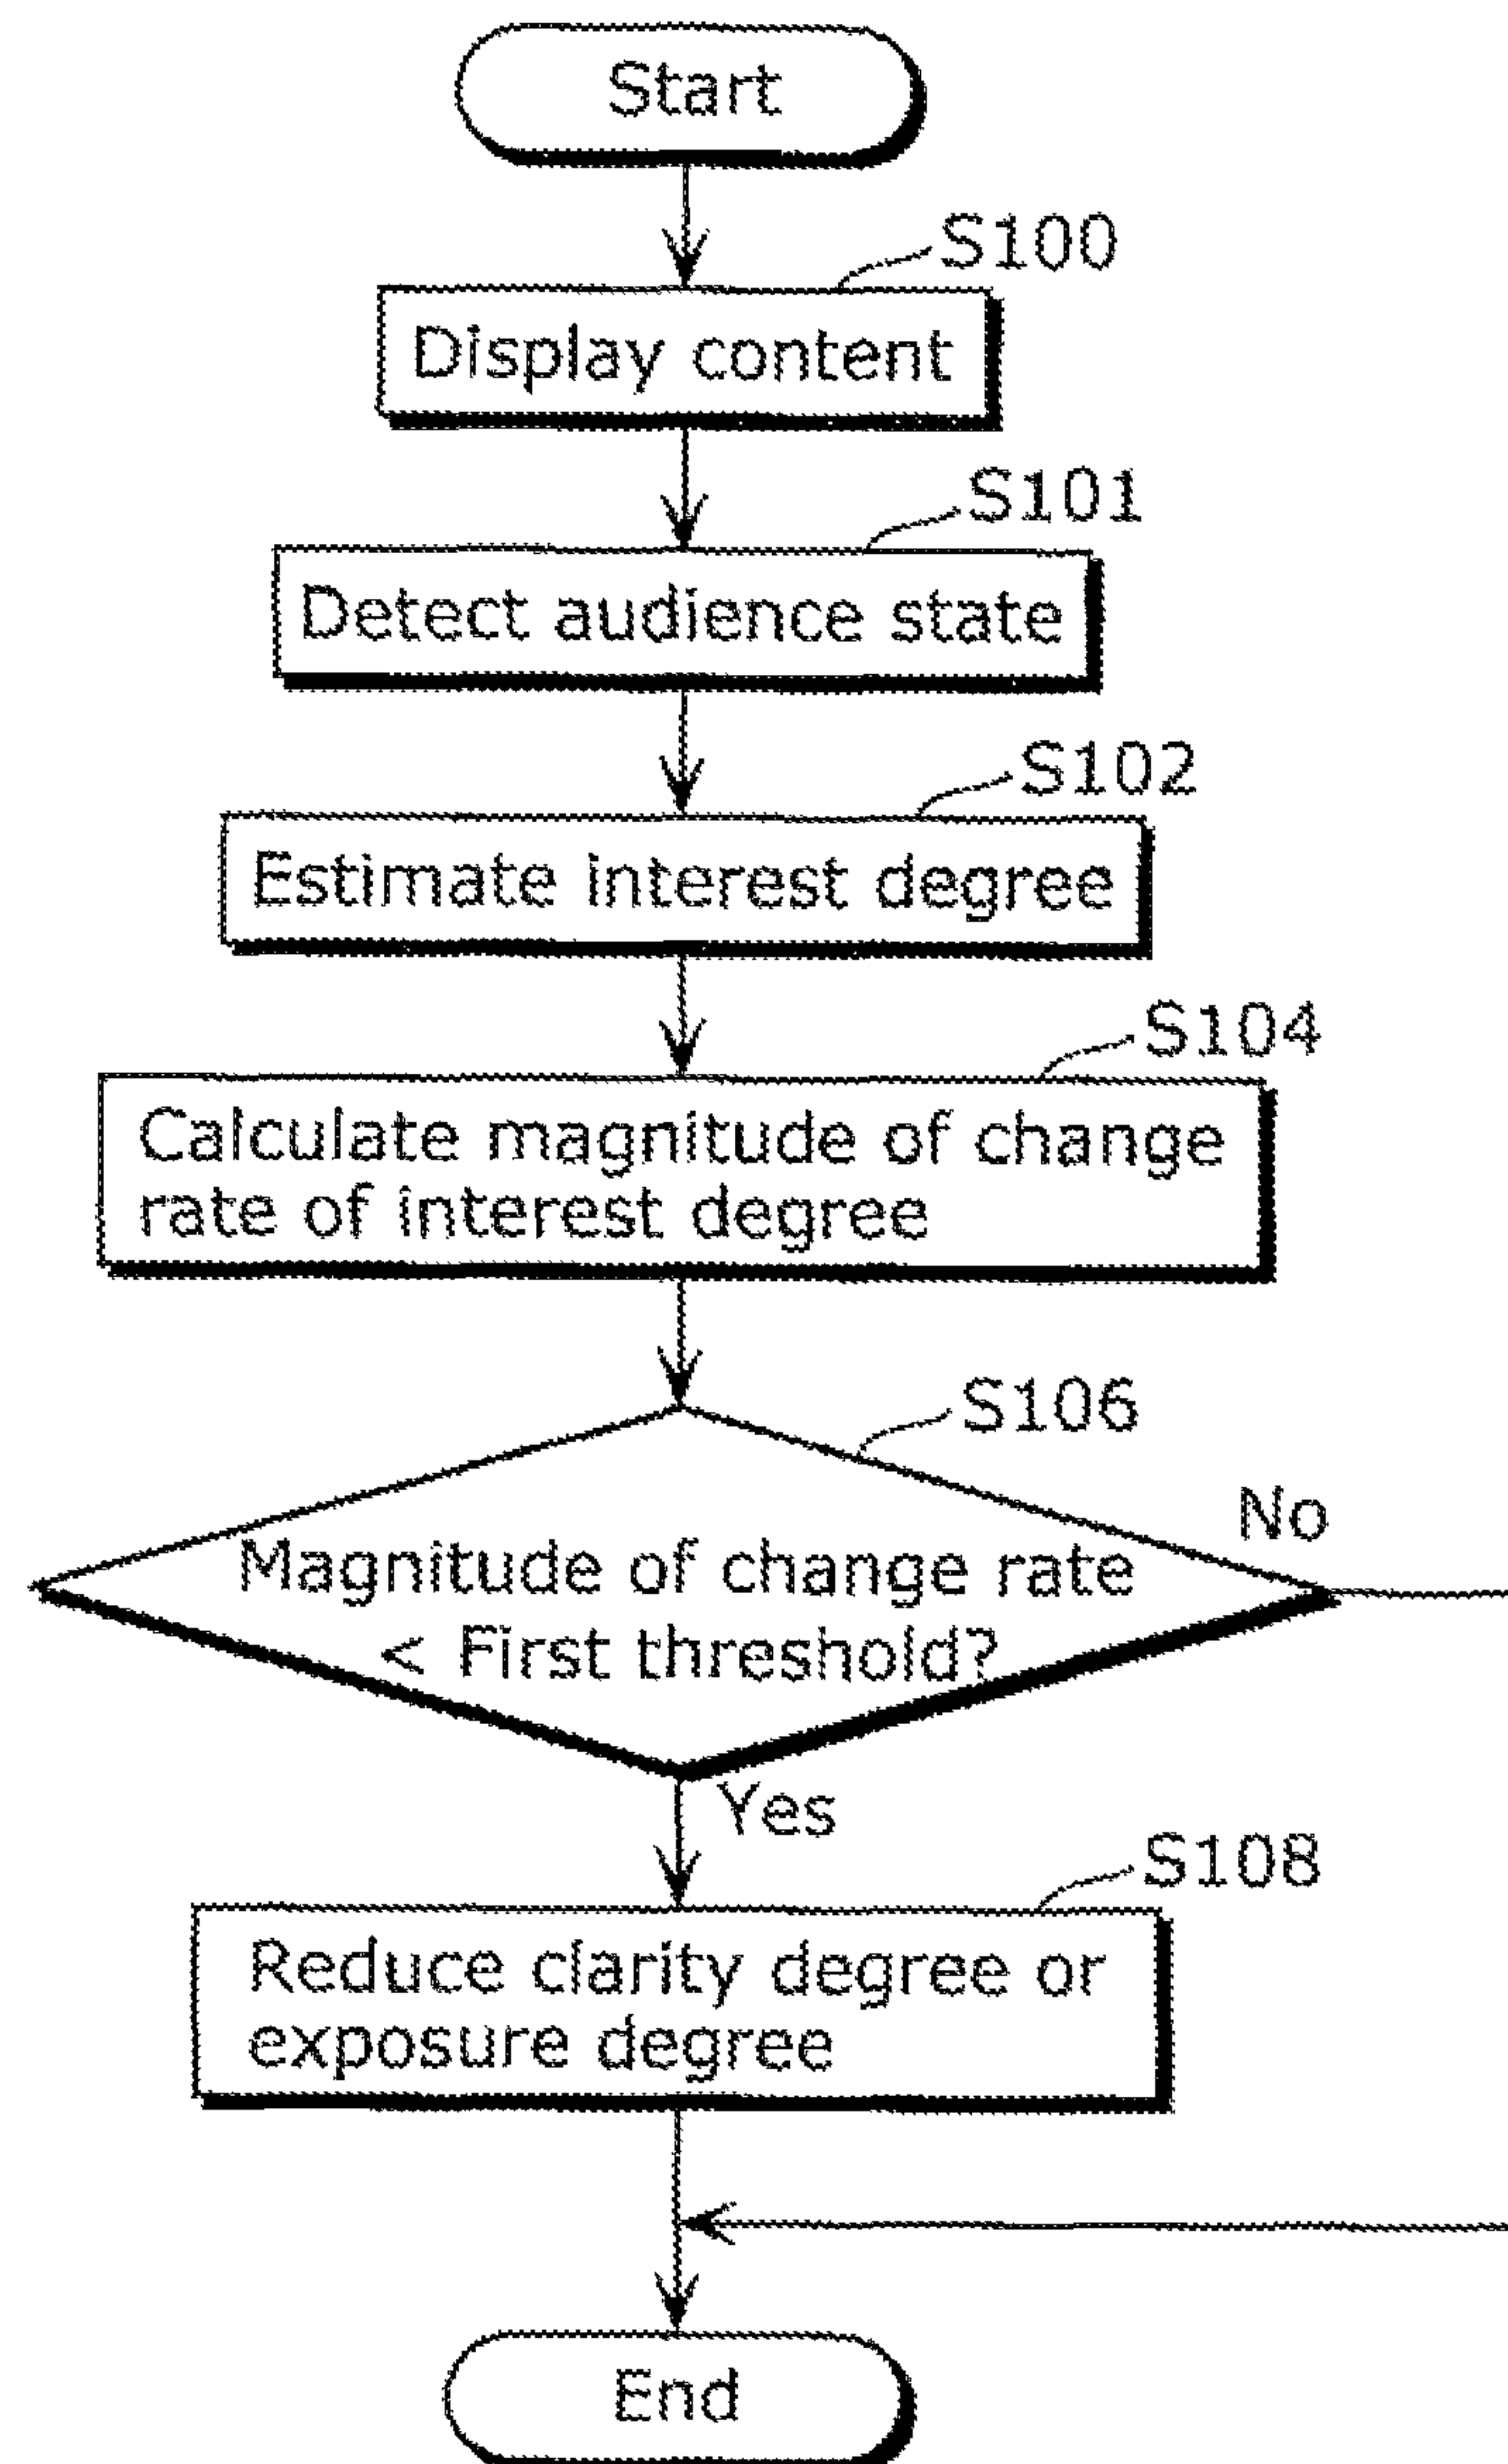 Start
S100
Display content
S101
Detect audience state
S102
Estimate interest degree
S104
Calculate magnitude of change
rate of interest degree
S106
No
Magnitude of change rate
< First threshold?
Yes
S108
Reduce clarity degree or
exposure degree
End